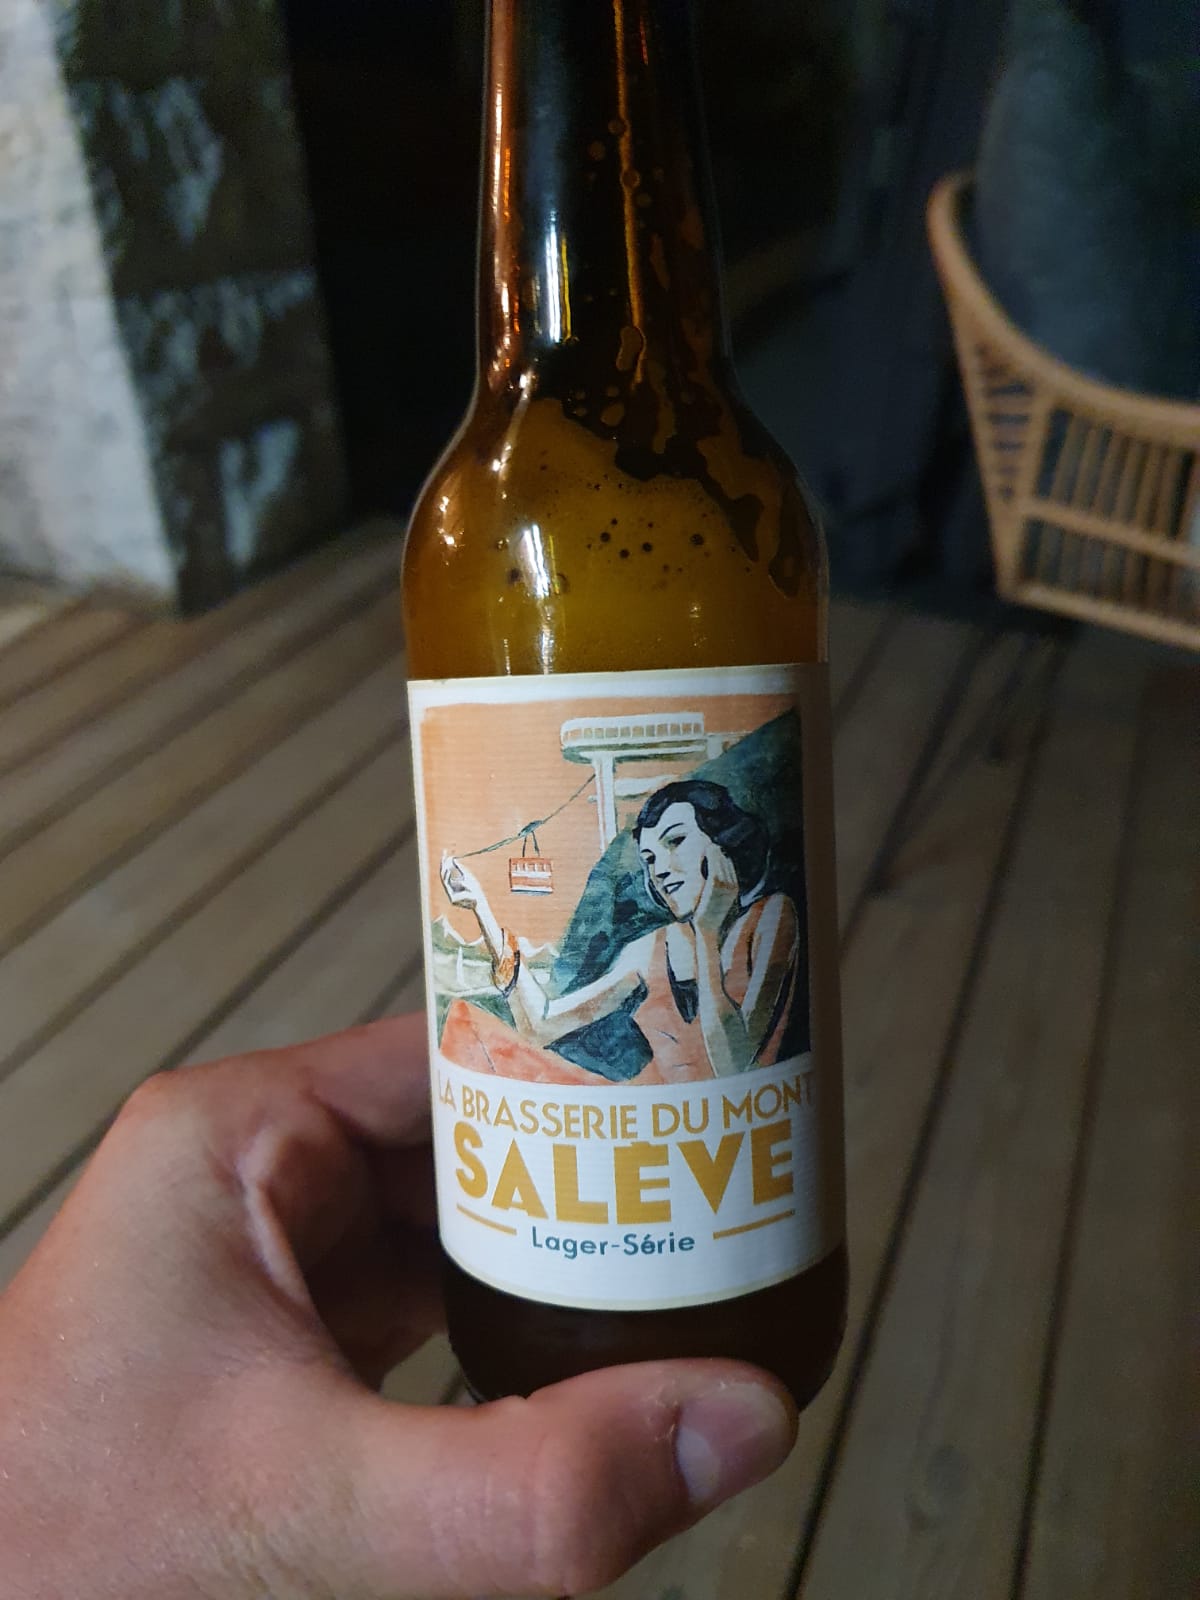 LA BRASSERIE DU MONT
SALÈVE
Lager-Série